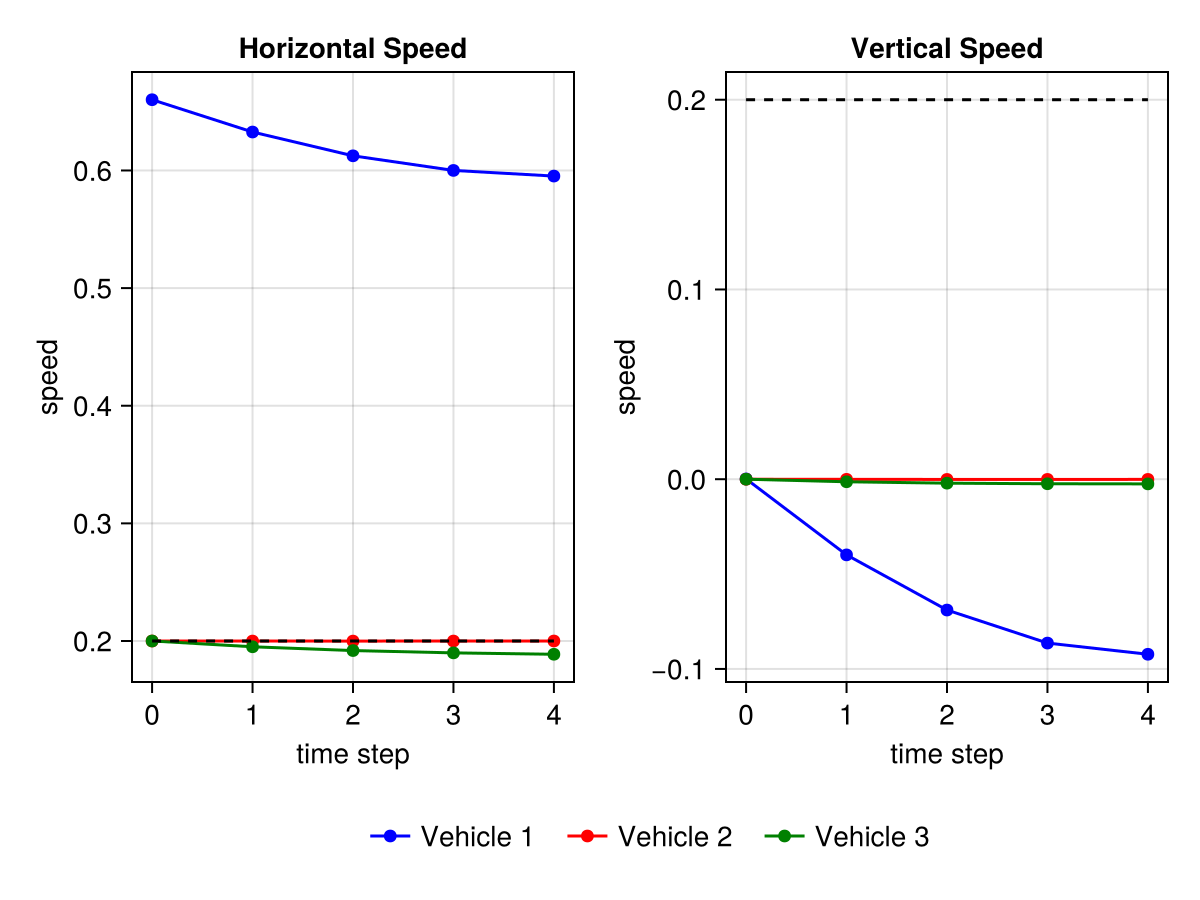 Horizontal Speed
speed
0.6
0.5
0.4
0.3
0.2
0 1 2 3 4
time step
Vertical Speed
speed
0.2
0.1
0.0
−0.1
0 1 2 3 4
time step
Vehicle 1 Vehicle 2 Vehicle 3